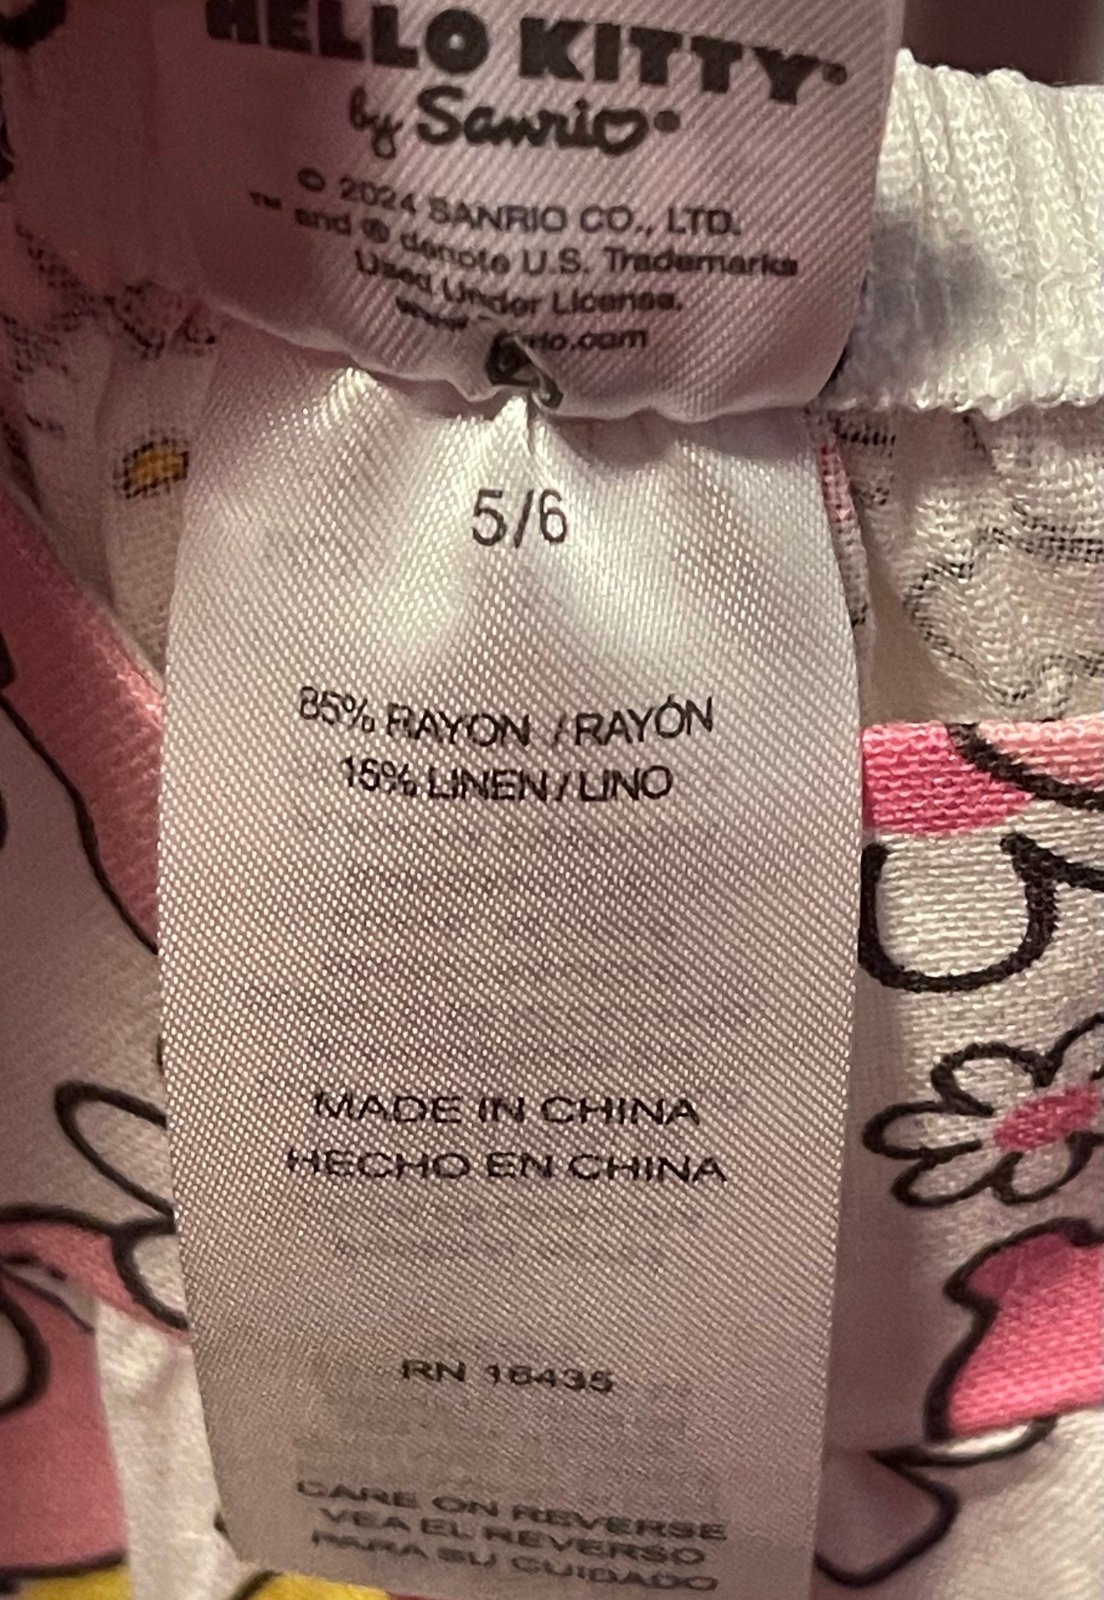 HELLO KITTY®
by Sanrio®
© 2024 SANRIO CO., LTD.
™ and ® denote U.S. Trademarks
Used Under License.
5/6
85% RAYON / RAYÓN
15% LINEN / LINO
MADE IN CHINA
HECHO EN CHINA
RN 16435
CARE ON REVERSE
VEA EL REVERSO
PARA SU CUIDADO